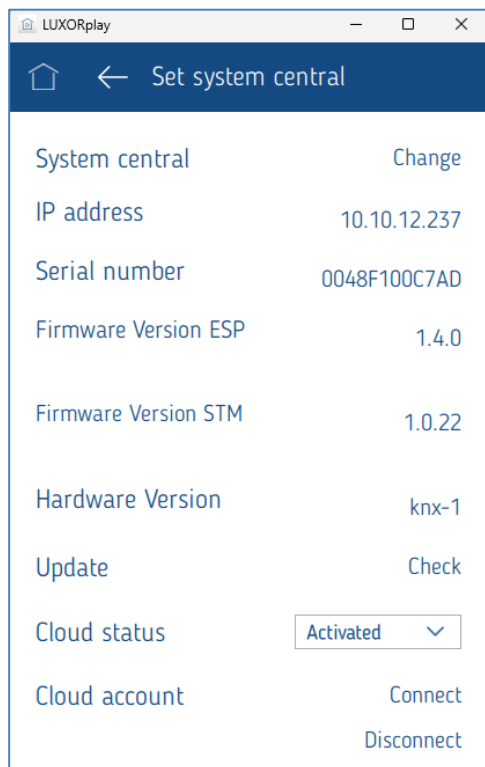 LUXORplay
Set system central
System central Change
IP address 10.10.12.237
Serial number 0048F100C7AD
Firmware Version ESP 1.4.0
Firmware Version STM 1.0.22
Hardware Version knx-1
Update Check
Cloud status Activated
Cloud account Connect
Disconnect